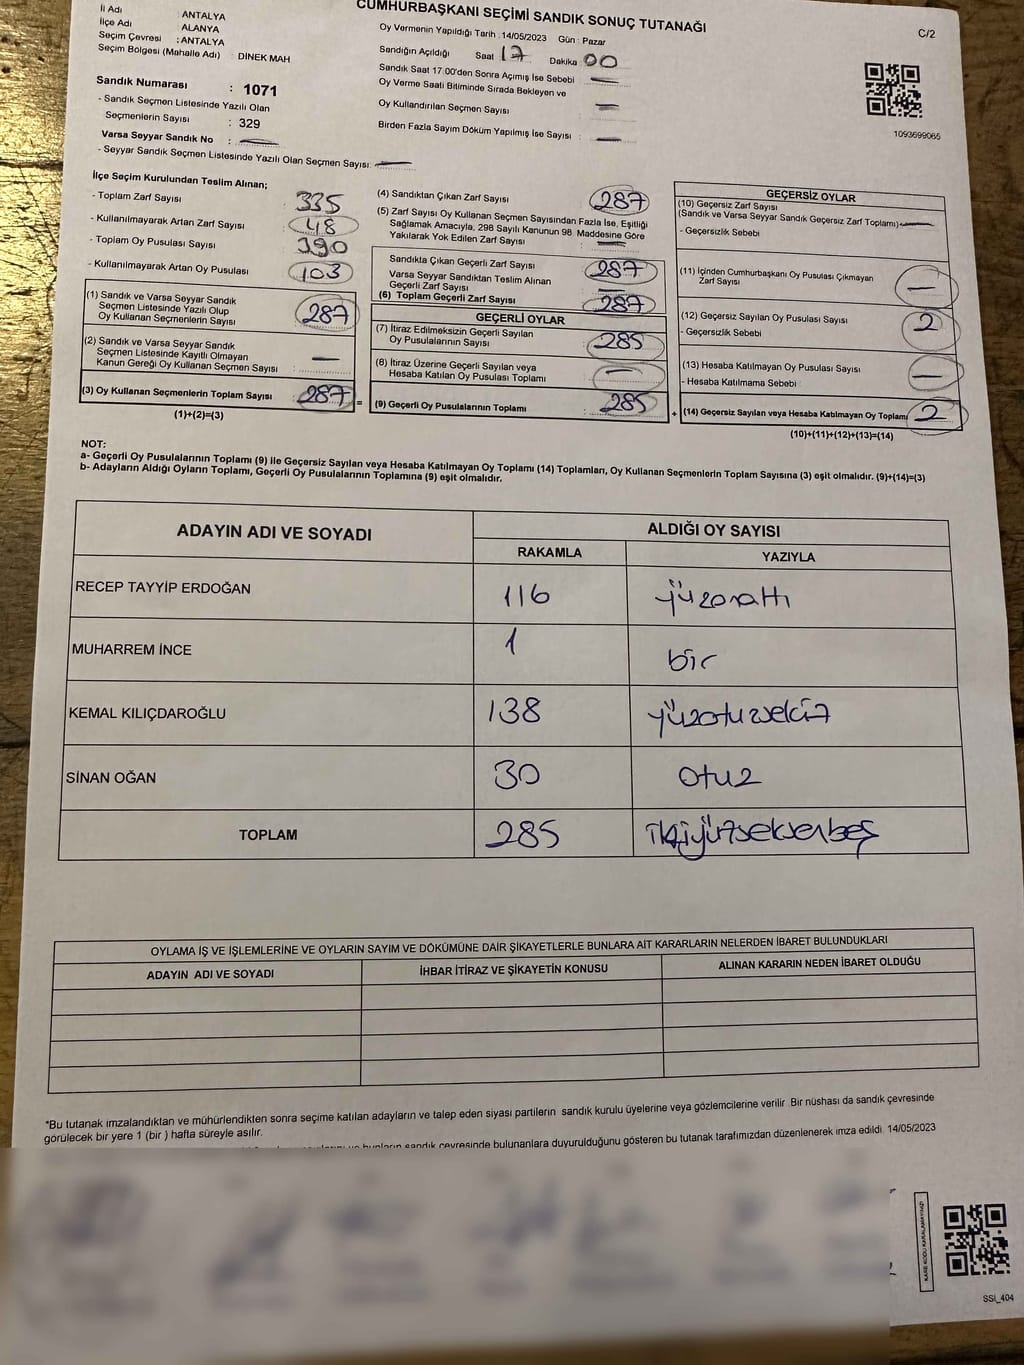 CUMHURBAŞKANI SEÇİMİ SANDIK SONUÇ TUTANAĞI
C/2
İl Adı : ANTALYA
İlçe Adı : ALANYA
Seçim Çevresi : ANTALYA
Seçim Bölgesi (Mahalle Adı) : DİNEK MAH
Sandık Numarası : 1071
- Sandık Seçmen Listesinde Yazılı Olan
Seçmenlerin Sayısı : 329
Varsa Seyyar Sandık No : —
- Seyyar Sandık Seçmen Listesinde Yazılı Olan Seçmen Sayısı: —
Oy Vermenin Yapıldığı Tarih : 14/05/2023 Gün : Pazar
Sandığın Açıldığı Saat 17 Dakika 00
Sandık Saat 17:00'den Sonra Açımış İse Sebebi —
Oy Verme Saati Bitiminde Sırada Bekleyen ve
Oy Kullandırılan Seçmen Sayısı —
Birden Fazla Sayım Döküm Yapılmış İse Sayısı : —
1093699065
İlçe Seçim Kurulundan Teslim Alınan;
- Toplam Zarf Sayısı 335
- Kullanılmayarak Artan Zarf Sayısı : 48
- Toplam Oy Pusulası Sayısı 390
- Kullanılmayarak Artan Oy Pusulası : 103
(1) Sandık ve Varsa Seyyar Sandık
Seçmen Listesinde Yazılı Olup
Oy Kullanan Seçmenlerin Sayısı : 287
(2) Sandık ve Varsa Seyyar Sandık
Seçmen Listesinde Kayıtlı Olmayan
Kanun Gereği Oy Kullanan Seçmen Sayısı : —
(3) Oy Kullanan Seçmenlerin Toplam Sayısı : 287 =
(1)+(2)=(3)
(4) Sandıktan Çıkan Zarf Sayısı : 287
(5) Zarf Sayısı Oy Kullanan Seçmen Sayısından Fazla İse, Eşitliği
Sağlamak Amacıyla, 298 Sayılı Kanunun 98. Maddesine Göre
Yakılarak Yok Edilen Zarf Sayısı : —
Sandıkta Çıkan Geçerli Zarf Sayısı : 287
Varsa Seyyar Sandıktan Teslim Alınan
Geçerli Zarf Sayısı —
(6) Toplam Geçerli Zarf Sayısı : 287
GEÇERLİ OYLAR
(7) İtiraz Edilmeksizin Geçerli Sayılan
Oy Pusulalarının Sayısı : 285
(8) İtiraz Üzerine Geçerli Sayılan veya
Hesaba Katılan Oy Pusulası Toplamı : —
(9) Geçerli Oy Pusulalarının Toplamı : 285 +
GEÇERSİZ OYLAR
(10) Geçersiz Zarf Sayısı
(Sandık ve Varsa Seyyar Sandık Geçersiz Zarf Toplamı) —
- Geçersizlik Sebebi
(11) İçinden Cumhurbaşkanı Oy Pusulası Çıkmayan
Zarf Sayısı —
(12) Geçersiz Sayılan Oy Pusulası Sayısı 2
- Geçersizlik Sebebi
(13) Hesaba Katılmayan Oy Pusulası Sayısı —
- Hesaba Katılmama Sebebi
(14) Geçersiz Sayılan veya Hesaba Katılmayan Oy Toplamı 2
(10)+(11)+(12)+(13)=(14)
NOT:
a- Geçerli Oy Pusulalarının Toplamı (9) ile Geçersiz Sayılan veya Hesaba Katılmayan Oy Toplamı (14) Toplamları, Oy Kullanan Seçmenlerin Toplam Sayısına (3) eşit olmalıdır. (9)+(14)=(3)
b- Adayların Aldığı Oyların Toplamı, Geçerli Oy Pusulalarının Toplamına (9) eşit olmalıdır.
ADAYIN ADI VE SOYADI ALDIĞI OY SAYISI
RAKAMLA YAZIYLA
RECEP TAYYİP ERDOĞAN 116 yüzonaltı
MUHARREM İNCE 1 bir
KEMAL KILIÇDAROĞLU 138 yüzotuzsekiz
SİNAN OĞAN 30 Otuz
TOPLAM 285 ikiyüzseksenbeş
OYLAMA İŞ VE İŞLEMLERİNE VE OYLARIN SAYIM VE DÖKÜMÜNE DAİR ŞİKAYETLERLE BUNLARA AİT KARARLARIN NELERDEN İBARET BULUNDUKLARI
ADAYIN ADI VE SOYADI İHBAR İTİRAZ VE ŞİKAYETİN KONUSU ALINAN KARARIN NEDEN İBARET OLDUĞU
*Bu tutanak imzalandıktan ve mühürlendikten sonra seçime katılan adayların ve talep eden siyasi partilerin sandık kurulu üyelerine veya gözlemcilerine verilir. Bir nüshası da sandık çevresinde
görülecek bir yere 1 (bir ) hafta süreyle asılır.
bunların sandık çevresinde bulunanlara duyurulduğunu gösteren bu tutanak tarafımızdan düzenlenerek imza edildi. 14/05/2023
KARE KODU KARALAMAYINIZ!
SSI_404